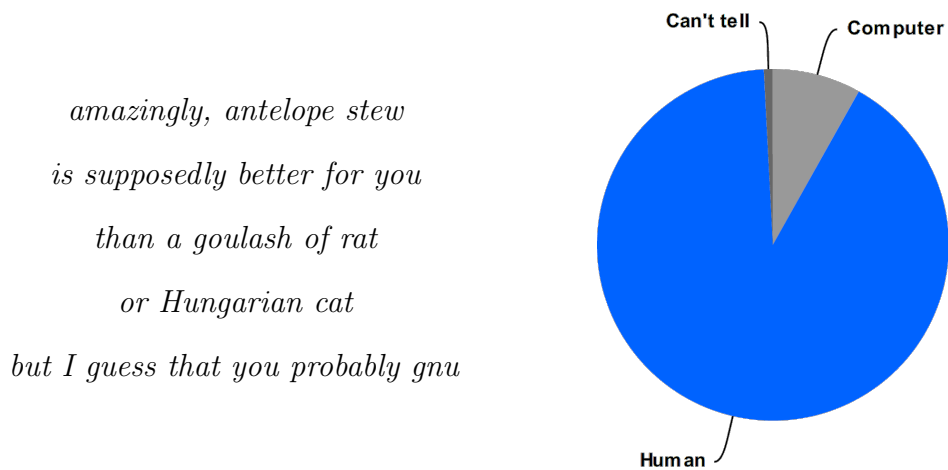 amazingly, antelope stew
is supposedly better for you
than a goulash of rat
or Hungarian cat
but I guess that you probably gnu
Can't tell
Computer
Human